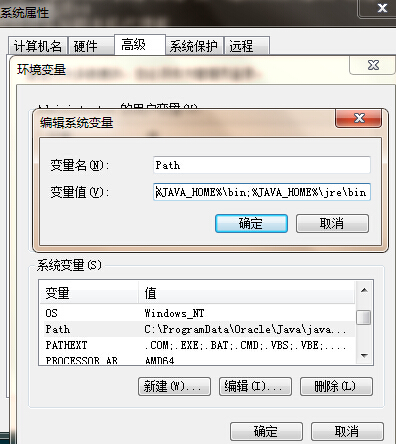 系统属性
计算机名 硬件 高级 系统保护 远程
环境变量
的用户变量(U)
编辑系统变量
变量名(N): Path
变量值(V): %JAVA_HOME%\bin;%JAVA_HOME%\jre\bin
确定 取消
系统变量(S)
变量 值
OS Windows_NT
Path C:\ProgramData\Oracle\Java\java...
PATHEXT .COM;.EXE;.BAT;.CMD;.VBS;.VBE;....
PROCESSOR_AR AMD64
新建(W)... 编辑(I)... 删除(L)
确定 取消